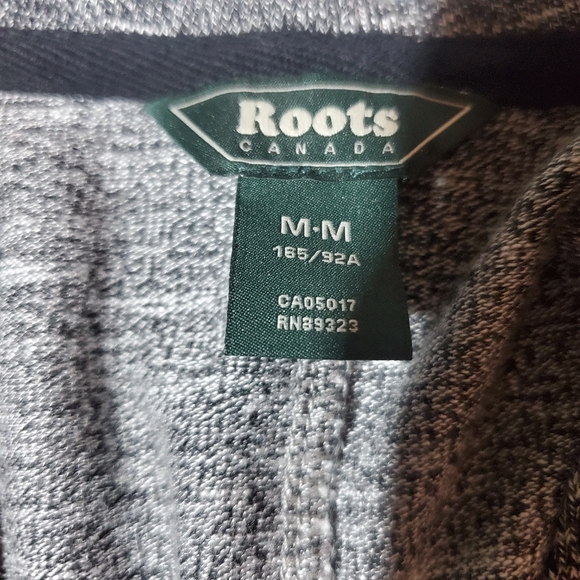 Roots
CANADA
M·M
165/92A
CA05017
RN89323